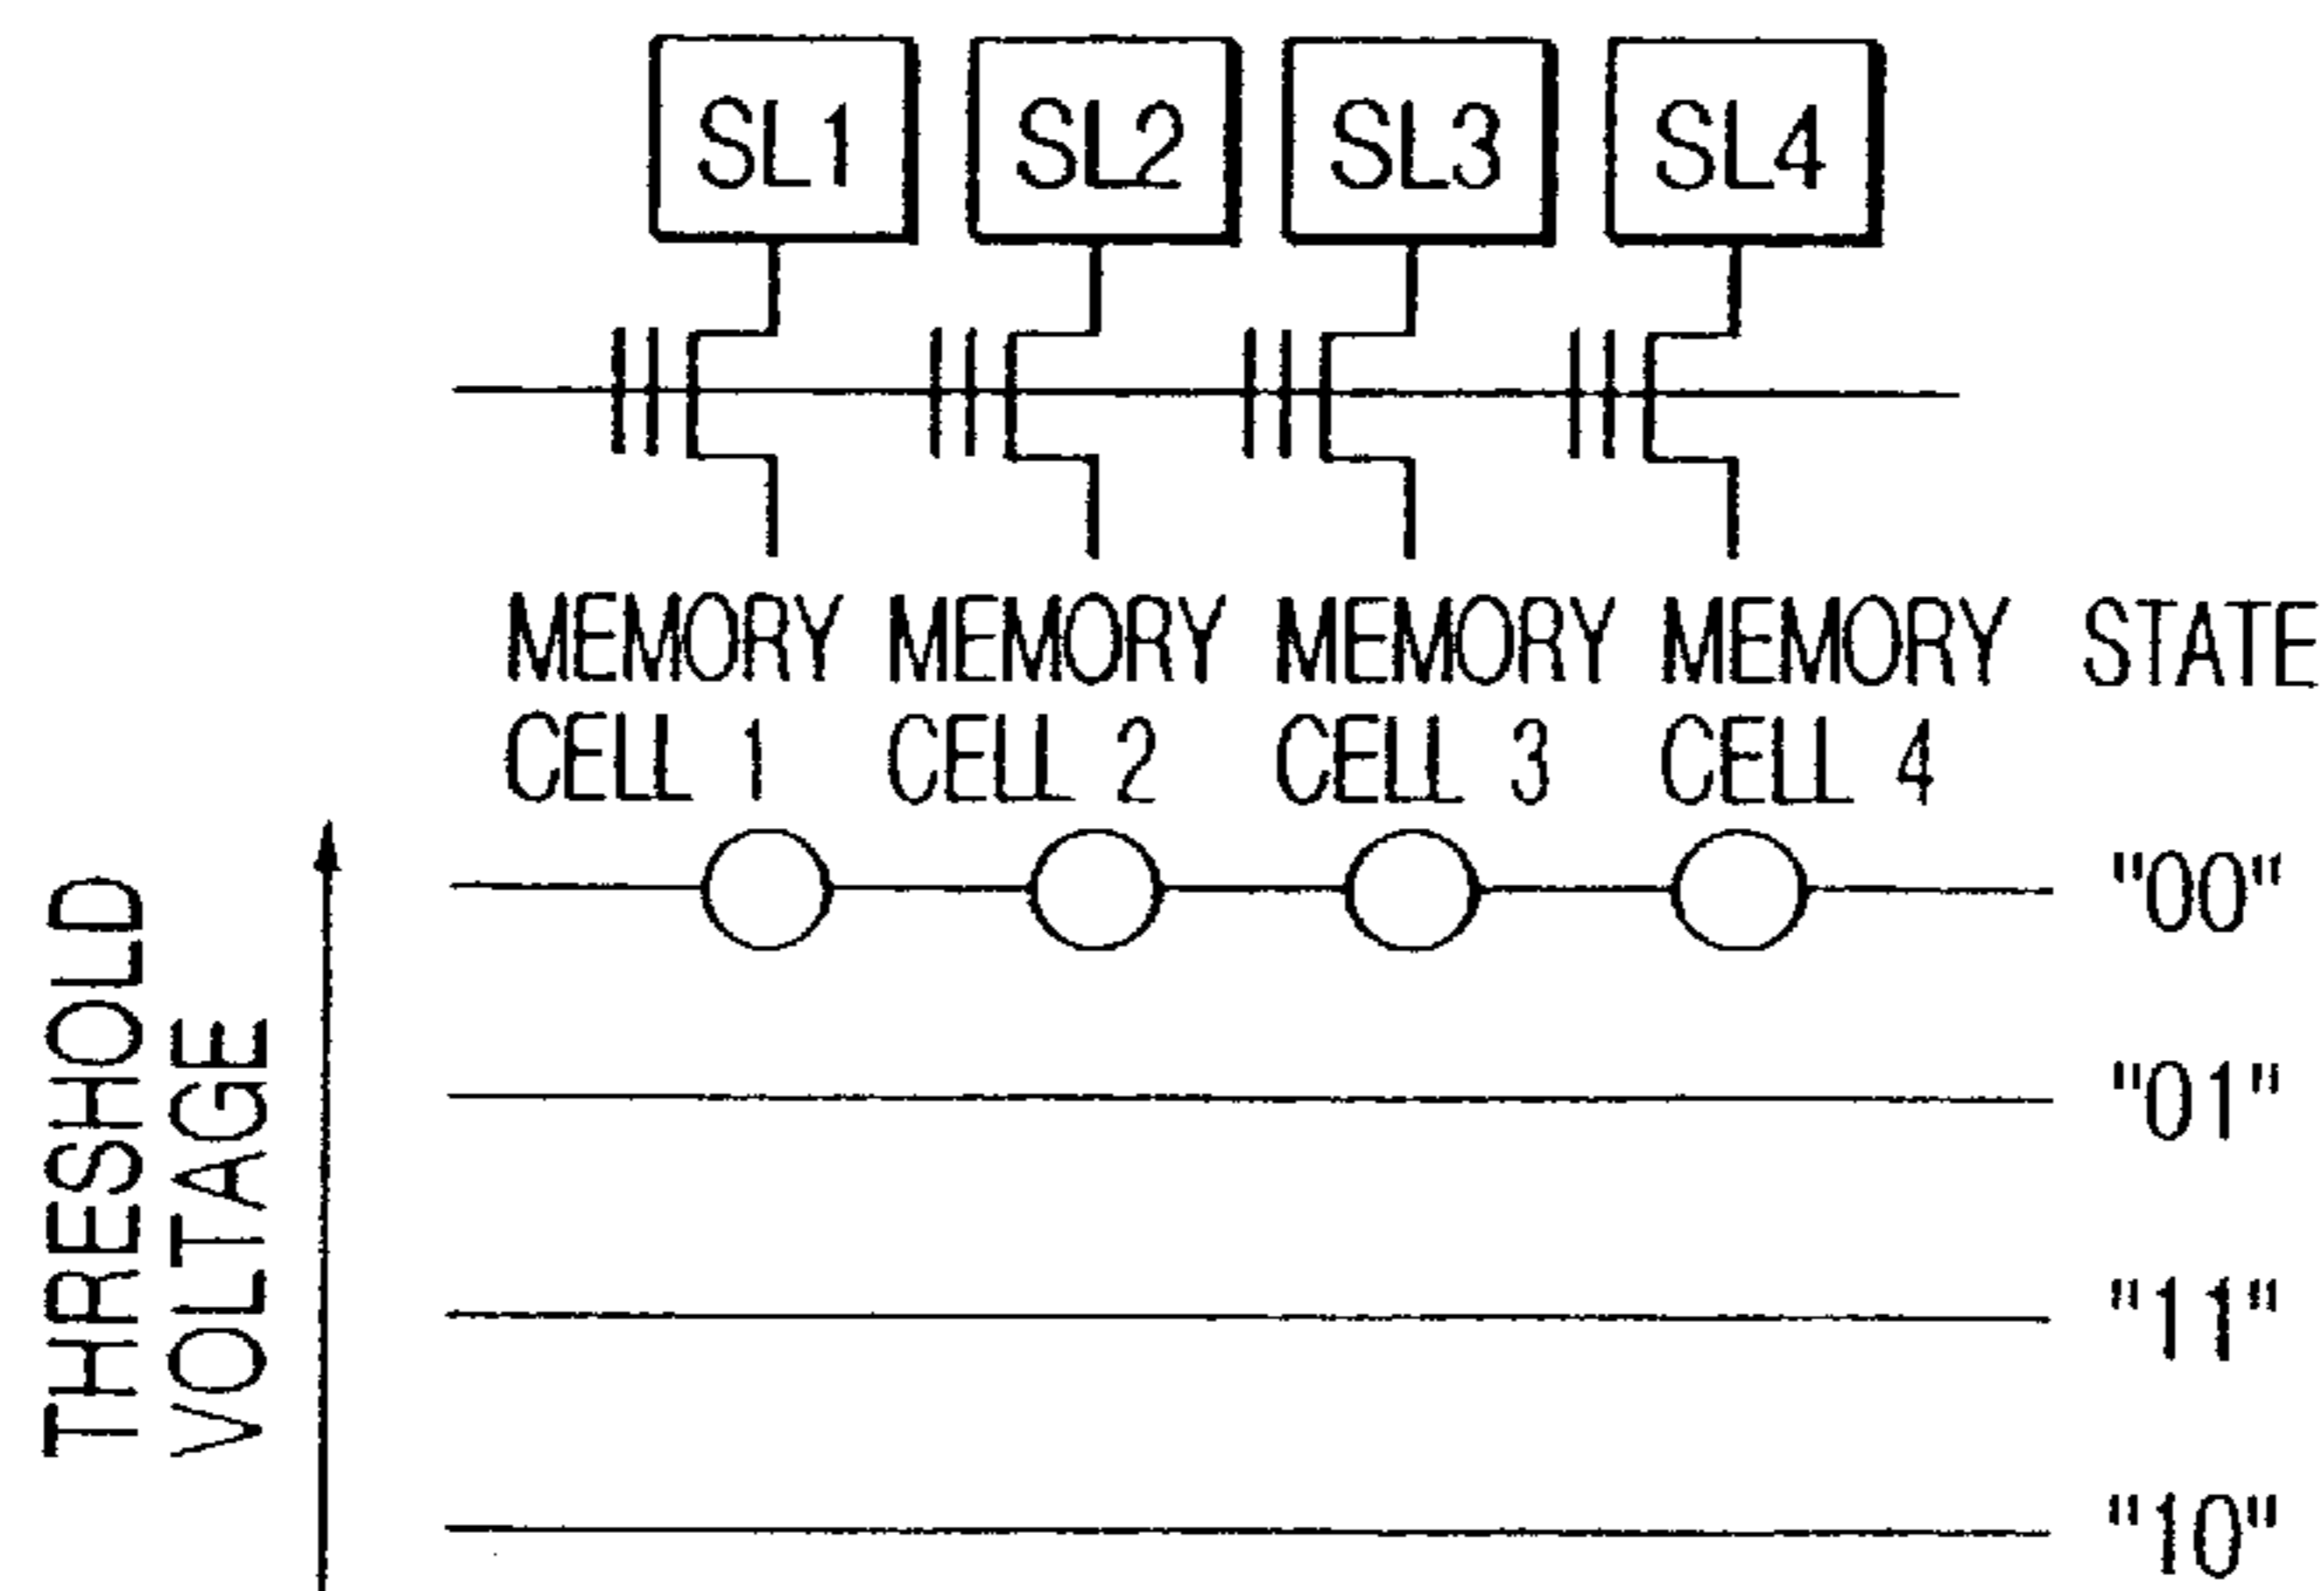 SL1 SL2 SL3 SL4
MEMORY MEMORY MEMORY MEMORY STATE
CELL 1 CELL 2 CELL 3 CELL 4
"00"
"01"
"11"
"10"
THRESHOLD
VOLTAGE